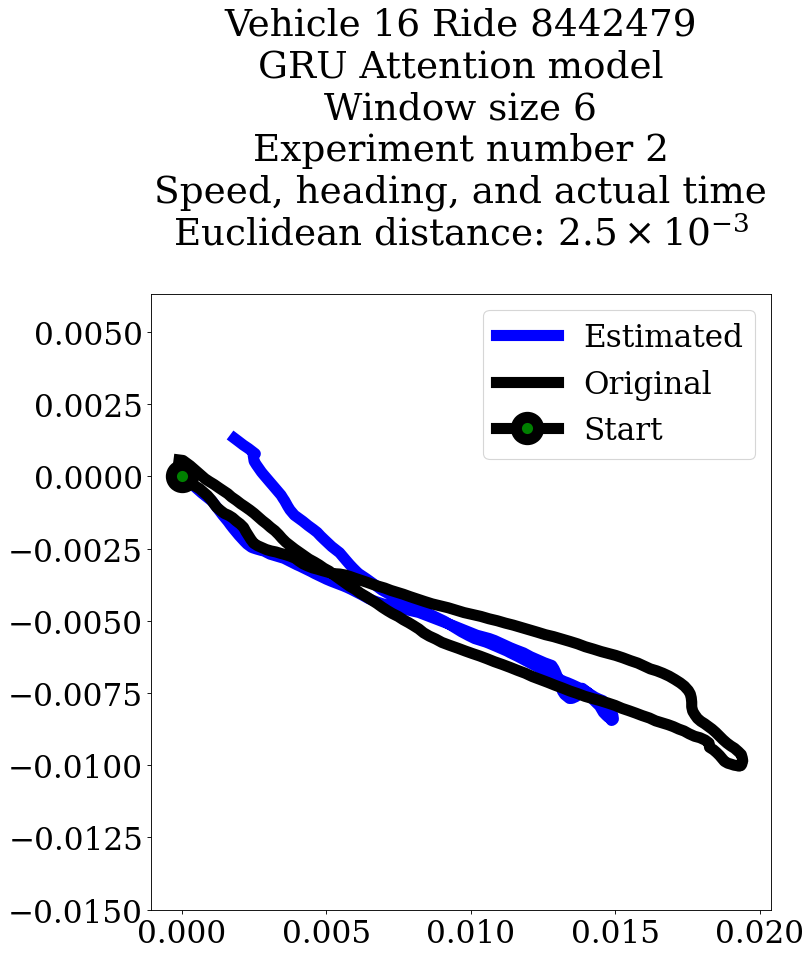 Vehicle 16 Ride 8442479
GRU Attention model
Window size 6
Experiment number 2
Speed, heading, and actual time
Euclidean distance: 2.5 × 10⁻³
Estimated
Original
Start
0.0050
0.0025
0.0000
−0.0025
−0.0050
−0.0075
−0.0100
−0.0125
−0.0150
0.000 0.005 0.010 0.015 0.020